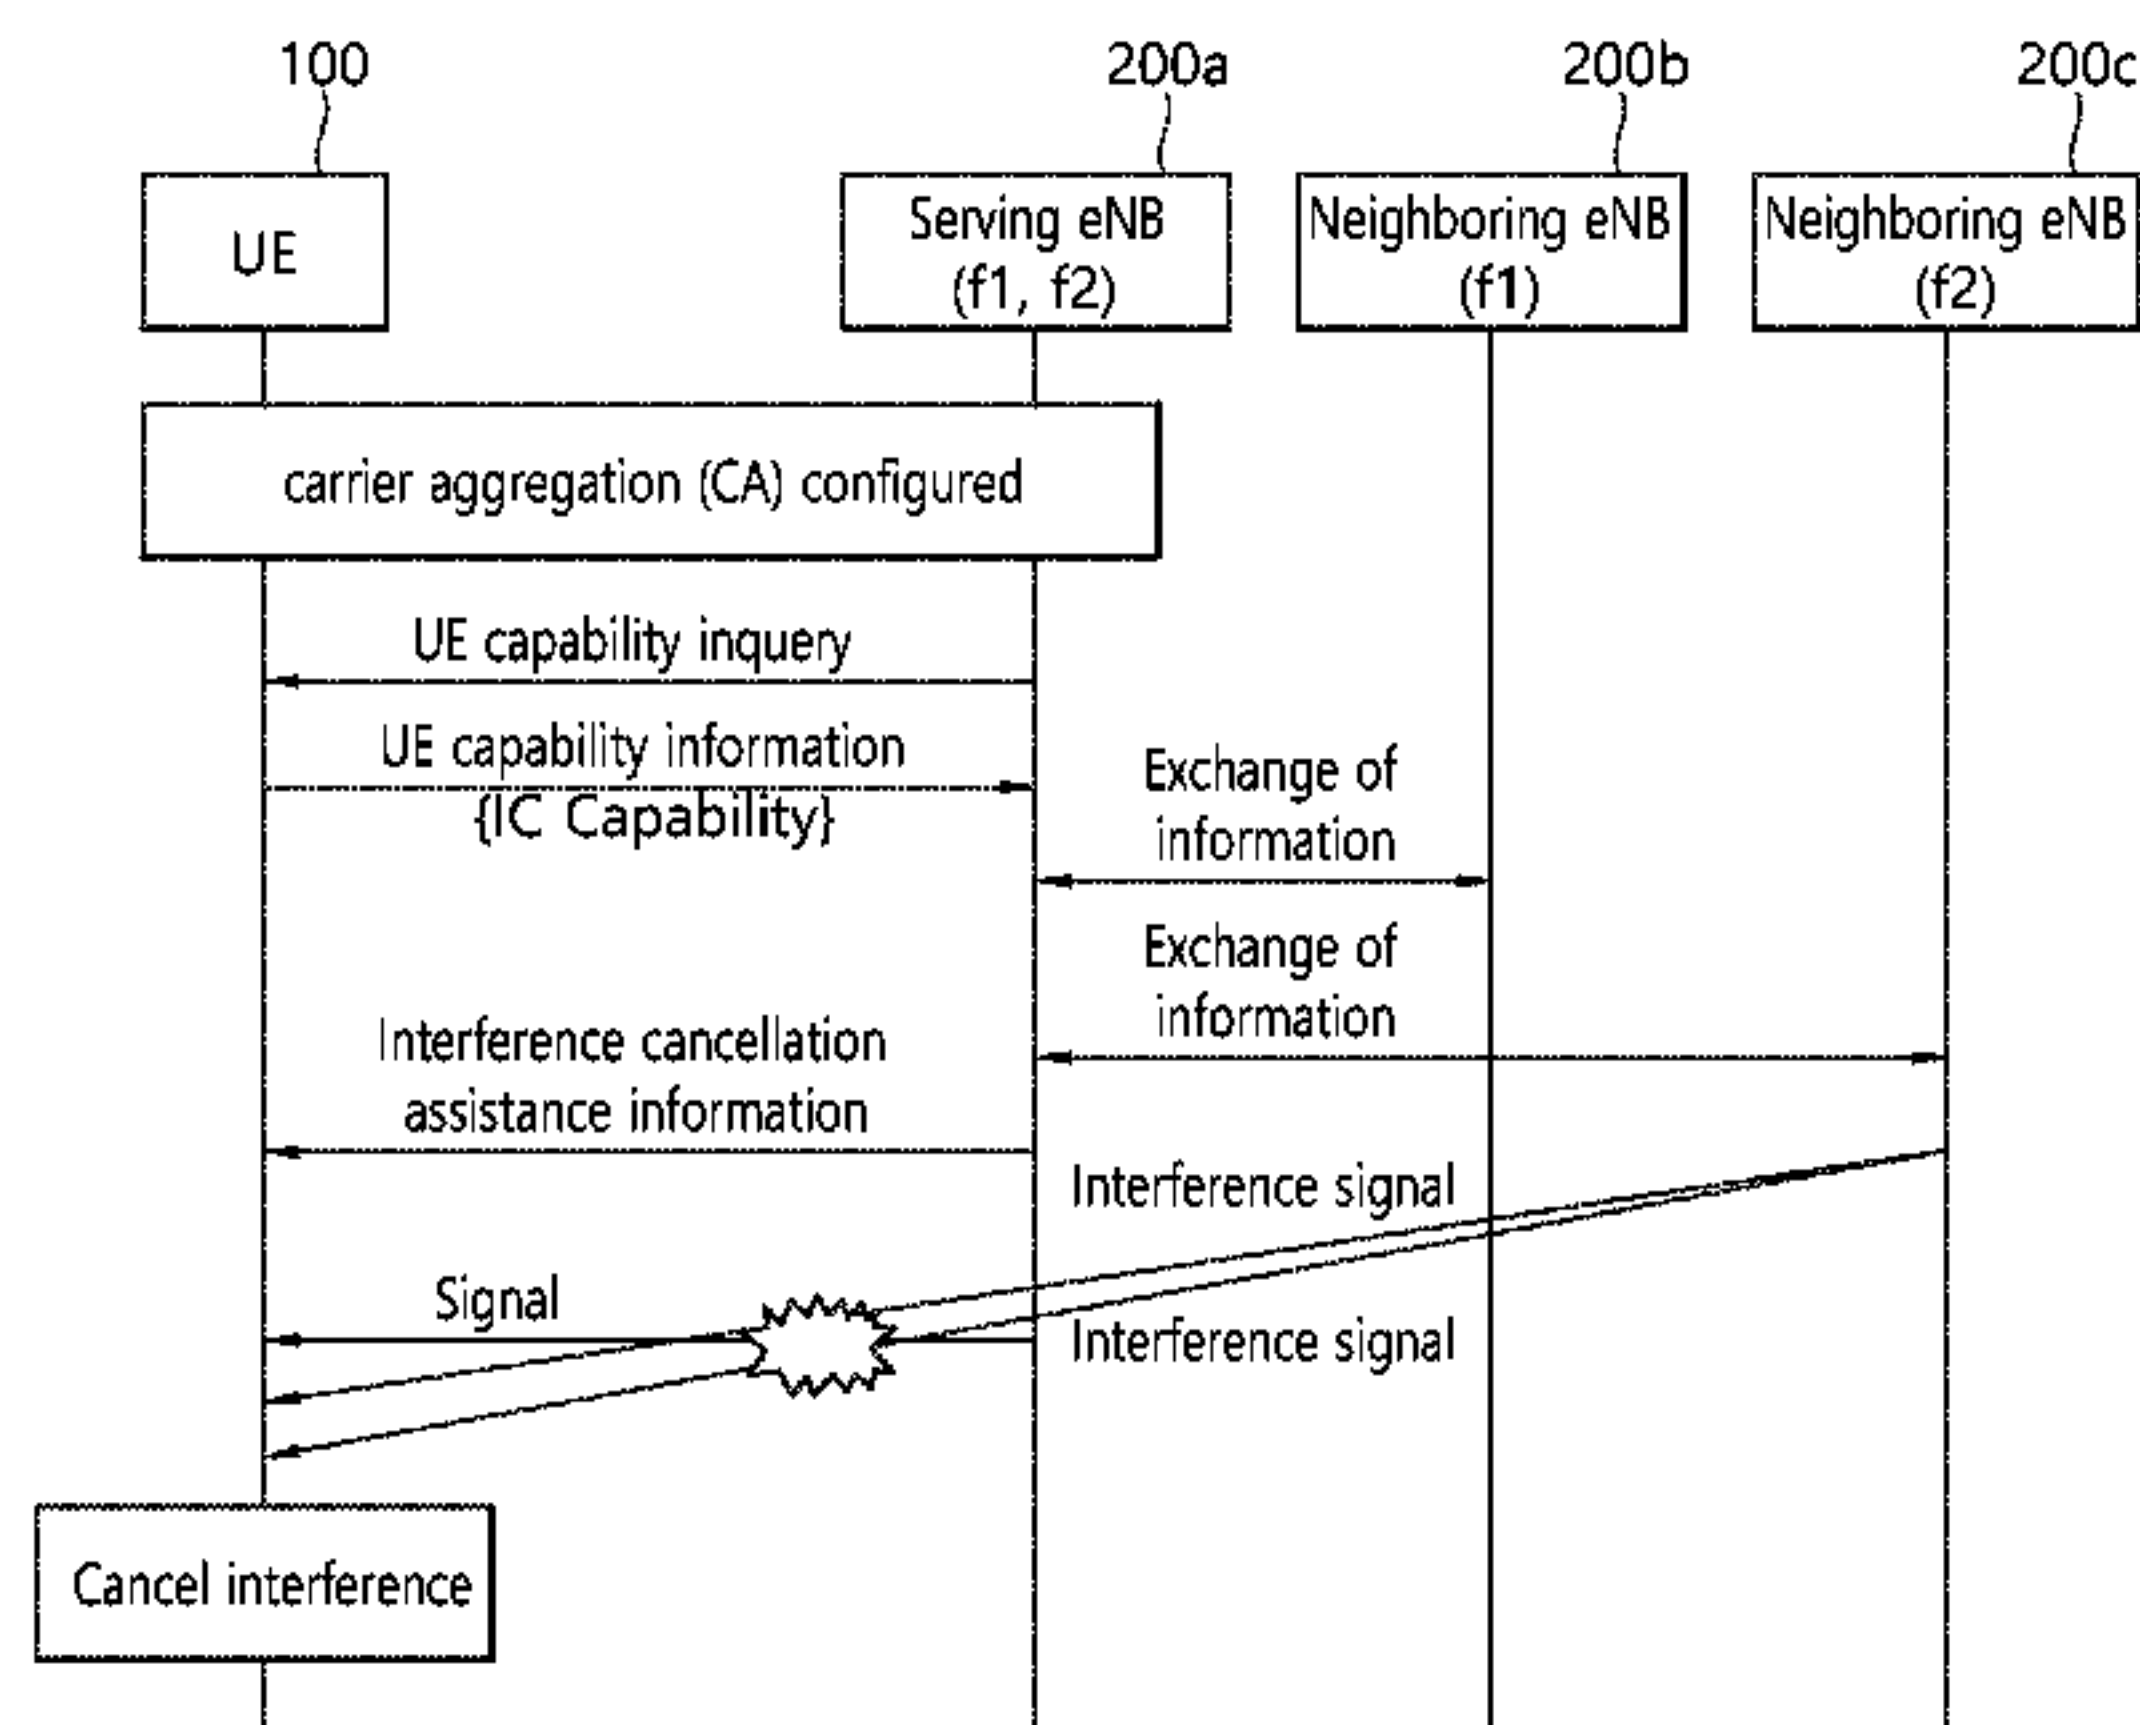 100
200a
200b
200c
UE
Serving eNB
(f1, f2)
Neighboring eNB
(f1)
Neighboring eNB
(f2)
carrier aggregation (CA) configured
UE capability inquery
UE capability information
{IC Capability}
Exchange of
information
Exchange of
information
Interference cancellation
assistance information
Interference signal
Signal
Interference signal
Cancel interference